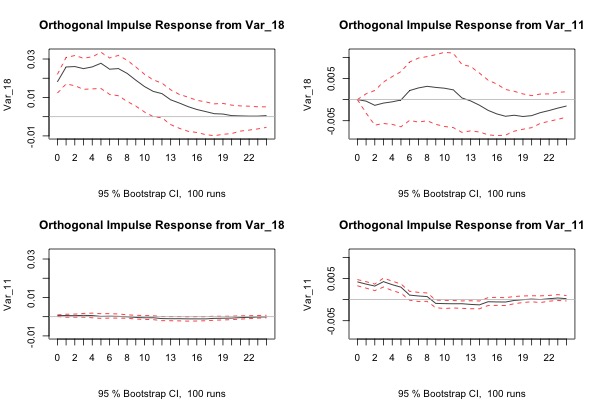 Orthogonal Impulse Response from Var_18
Var_18
0.03
0.01
-0.01
0 2 4 6 8 10 13 16 19 22
95 % Bootstrap CI, 100 runs
Orthogonal Impulse Response from Var_11
Var_18
0.005
-0.005
0 2 4 6 8 10 13 16 19 22
95 % Bootstrap CI, 100 runs
Orthogonal Impulse Response from Var_18
Var_11
0.03
0.01
-0.01
0 2 4 6 8 10 13 16 19 22
95 % Bootstrap CI, 100 runs
Orthogonal Impulse Response from Var_11
Var_11
0.005
-0.005
0 2 4 6 8 10 13 16 19 22
95 % Bootstrap CI, 100 runs